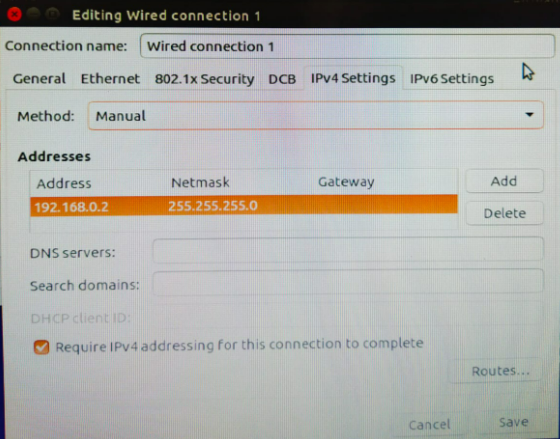 Editing Wired connection 1
Connection name: Wired connection 1
General Ethernet 802.1x Security DCB IPv4 Settings IPv6 Settings
Method: Manual
Addresses
Address Netmask Gateway Add
192.168.0.2 255.255.255.0
Delete
DNS servers:
Search domains:
DHCP client ID:
Require IPv4 addressing for this connection to complete
Routes...
Cancel Save